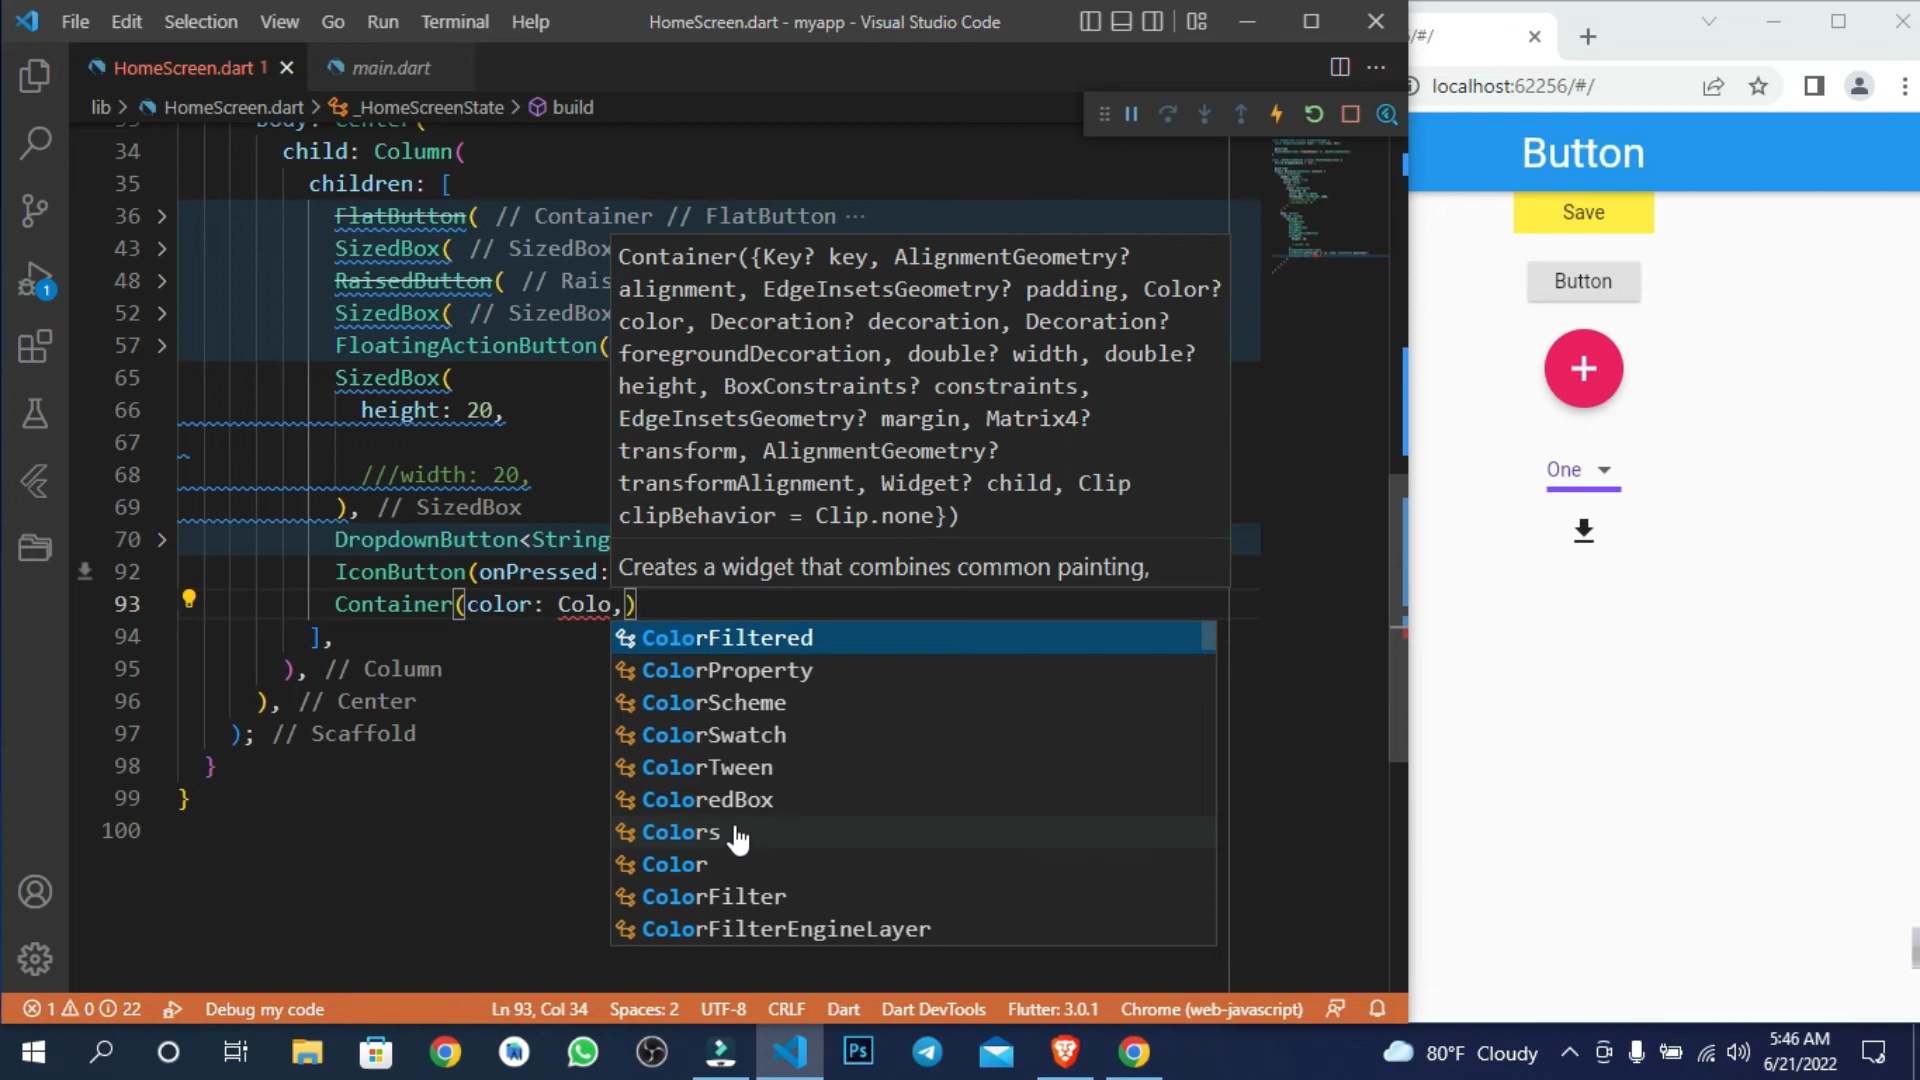 File Edit Selection View Go Run Terminal Help
HomeScreen.dart - myapp - Visual Studio Code
HomeScreen.dart 1
main.dart
lib > HomeScreen.dart > _HomeScreenState > build
34 child: Column(
35 children: [
36 FlatButton( // Container // FlatButton ···
43 SizedBox( // SizedBox
48 RaisedButton( // Rais
52 SizedBox( // SizedBox
57 FloatingActionButton(
65 SizedBox(
66 height: 20,
67
68 ///width: 20,
69 ), // SizedBox
70 DropdownButton<String
92 IconButton(onPressed:
93 Container(color: Colo,)
94 ],
95 ), // Column
96 ), // Center
97 ); // Scaffold
98 }
99 }
100
Container({Key? key, AlignmentGeometry?
alignment, EdgeInsetsGeometry? padding, Color?
color, Decoration? decoration, Decoration?
foregroundDecoration, double? width, double?
height, BoxConstraints? constraints,
EdgeInsetsGeometry? margin, Matrix4?
transform, AlignmentGeometry?
transformAlignment, Widget? child, Clip
clipBehavior = Clip.none})
Creates a widget that combines common painting,
ColorFiltered
ColorProperty
ColorScheme
ColorSwatch
ColorTween
ColoredBox
Colors
Color
ColorFilter
ColorFilterEngineLayer
1 0 22 Debug my code Ln 93, Col 34 Spaces: 2 UTF-8 CRLF Dart Dart DevTools Flutter: 3.0.1 Chrome (web-javascript)
/#/
localhost:62256/#/
Button
Save
Button
One
1
Ps
80°F Cloudy
5:46 AM
6/21/2022